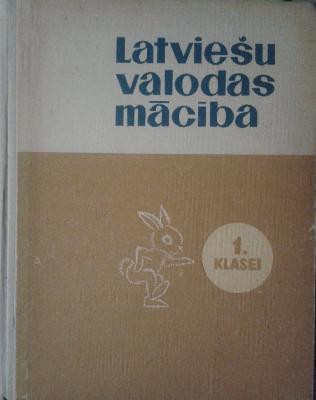 Latviešu
valodas
mācība
1.
KLASEI